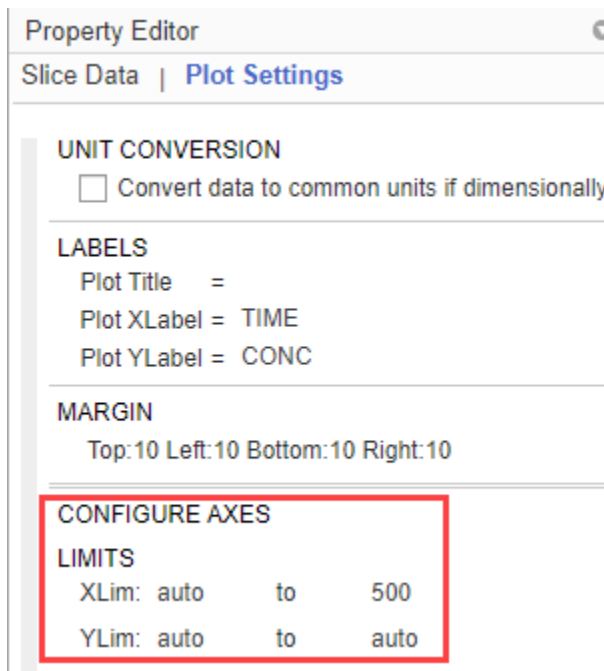 Property Editor
Slice Data | Plot Settings
UNIT CONVERSION
Convert data to common units if dimensionally
LABELS
Plot Title =
Plot XLabel = TIME
Plot YLabel = CONC
MARGIN
Top:10 Left:10 Bottom:10 Right:10
CONFIGURE AXES
LIMITS
XLim: auto to 500
YLim: auto to auto